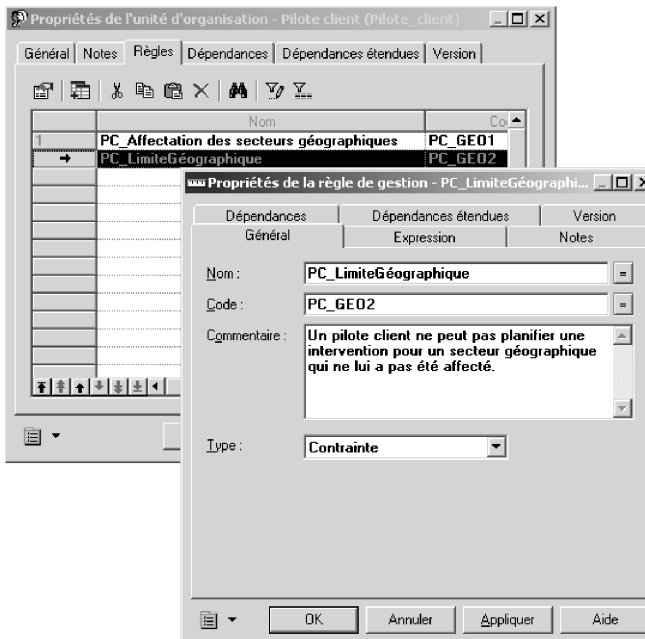 Propriétés de l'unité d'organisation - Pilote client (Pilote_client)
Général Notes Règles Dépendances Dépendances étendues Version
Nom Co
1 PC_Affectation des secteurs géographiques PC_GEO1
PC_LimiteGéographique PC_GEO2
Propriétés de la règle de gestion - PC_LimiteGéographi...
Dépendances Dépendances étendues Version
Général Expression Notes
Nom : PC_LimiteGéographique =
Code : PC_GEO2 =
Commentaire : Un pilote client ne peut pas planifier une
intervention pour un secteur géographique
qui ne lui a pas été affecté.
Type : Contrainte
OK Annuler Appliquer Aide